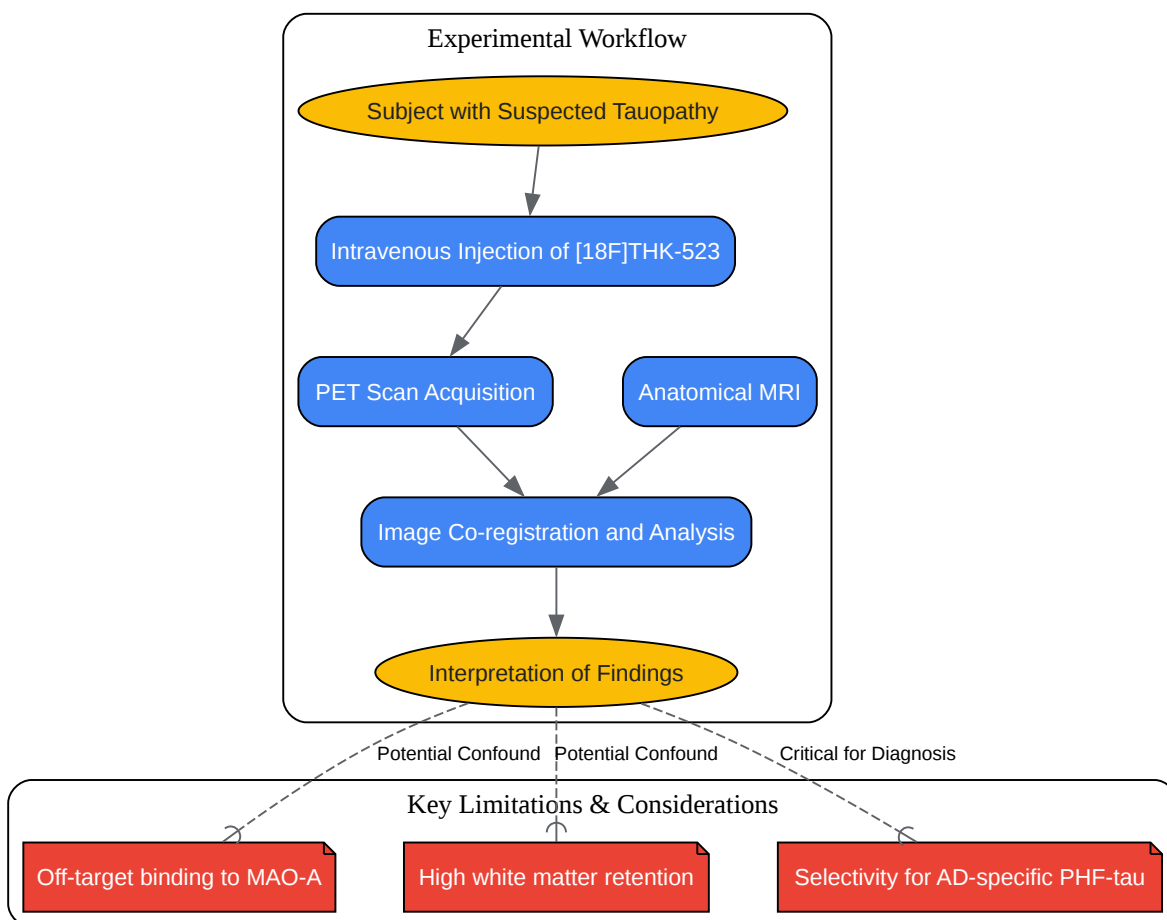 Experimental Workflow
Subject with Suspected Tauopathy
Intravenous Injection of [18F]THK-523
PET Scan Acquisition
Anatomical MRI
Image Co-registration and Analysis
Interpretation of Findings
Potential Confound
Potential Confound
Critical for Diagnosis
Key Limitations & Considerations
Off-target binding to MAO-A
High white matter retention
Selectivity for AD-specific PHF-tau